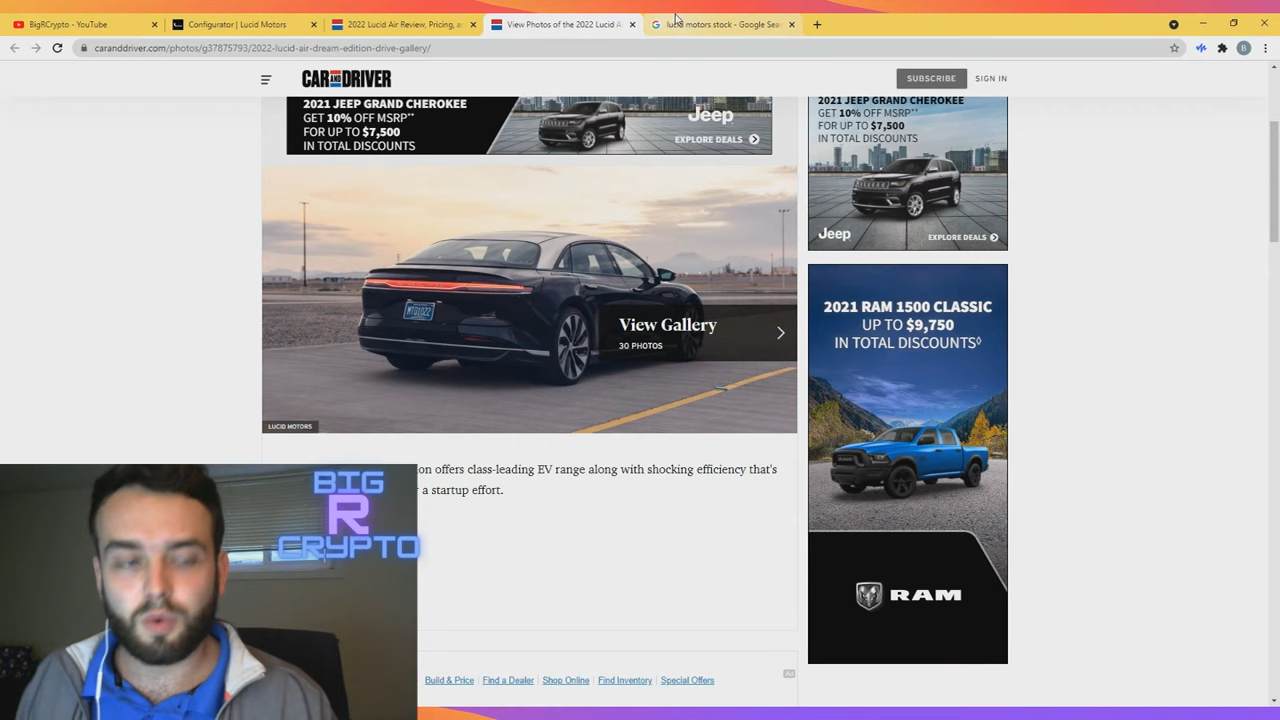 BigRCrypto - YouTube
Configurator | Lucid Motors
2022 Lucid Air Review, Pricing, a
View Photos of the 2022 Lucid A
lucid motors stock - Google Sea
caranddriver.com/photos/g37875793/2022-lucid-air-dream-edition-drive-gallery/
B
CAR AND DRIVER
SUBSCRIBE
SIGN IN
2021 JEEP GRAND CHEROKEE
GET 10% OFF MSRP**
FOR UP TO $7,500
IN TOTAL DISCOUNTS
Jeep
EXPLORE DEALS
2021 JEEP GRAND CHEROKEE
GET 10% OFF MSRP**
FOR UP TO $7,500
IN TOTAL DISCOUNTS
Jeep
EXPLORE DEALS
View Gallery
30 PHOTOS
LUCID MOTORS
2021 RAM 1500 CLASSIC
UP TO $9,750
IN TOTAL DISCOUNTS◊
RAM
on offers class-leading EV range along with shocking efficiency that's
a startup effort.
BIG
R
CRYPTO
Build & Price
Find a Dealer
Shop Online
Find Inventory
Special Offers
Ad